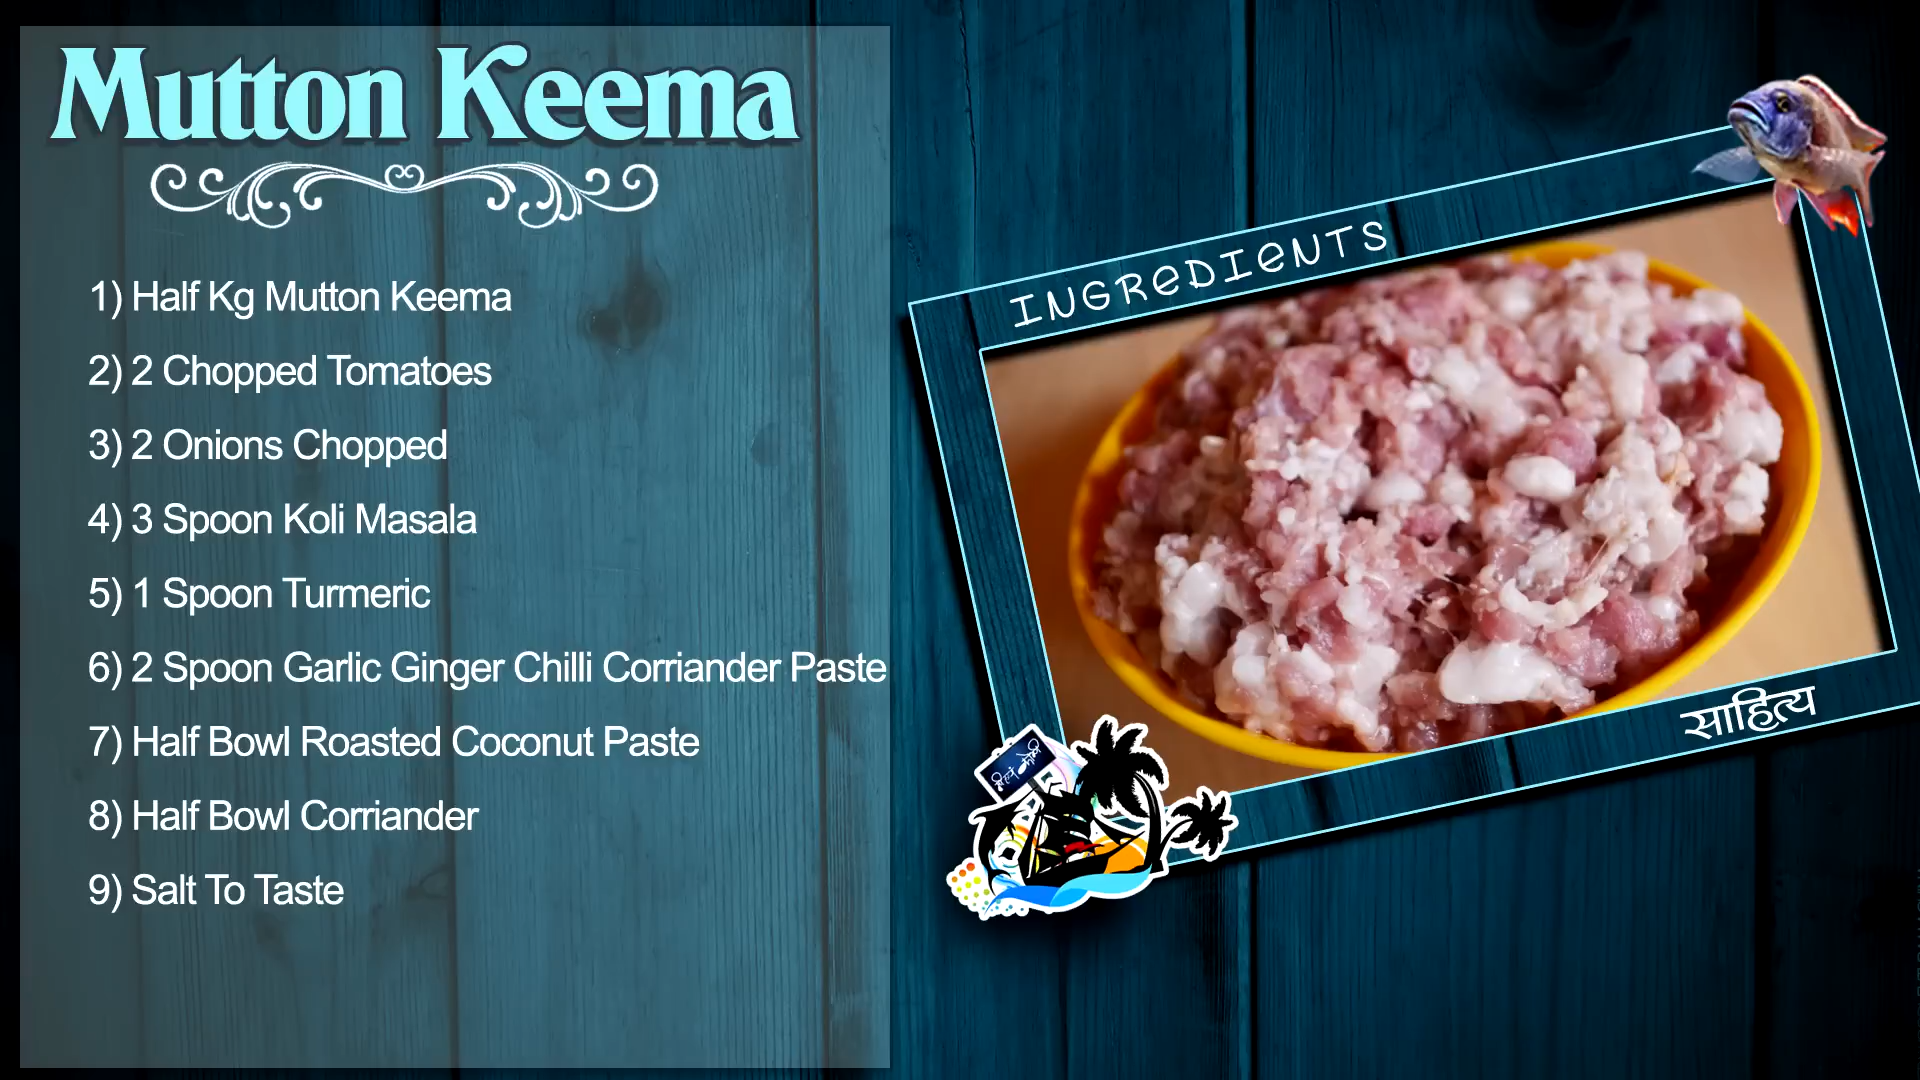 Mutton Keema
1) Half Kg Mutton Keema
2) 2 Chopped Tomatoes
3) 2 Onions Chopped
4) 3 Spoon Koli Masala
5) 1 Spoon Turmeric
6) 2 Spoon Garlic Ginger Chilli Corriander Paste
7) Half Bowl Roasted Coconut Paste
8) Half Bowl Corriander
9) Salt To Taste
INGReDIeNTS
साहित्य